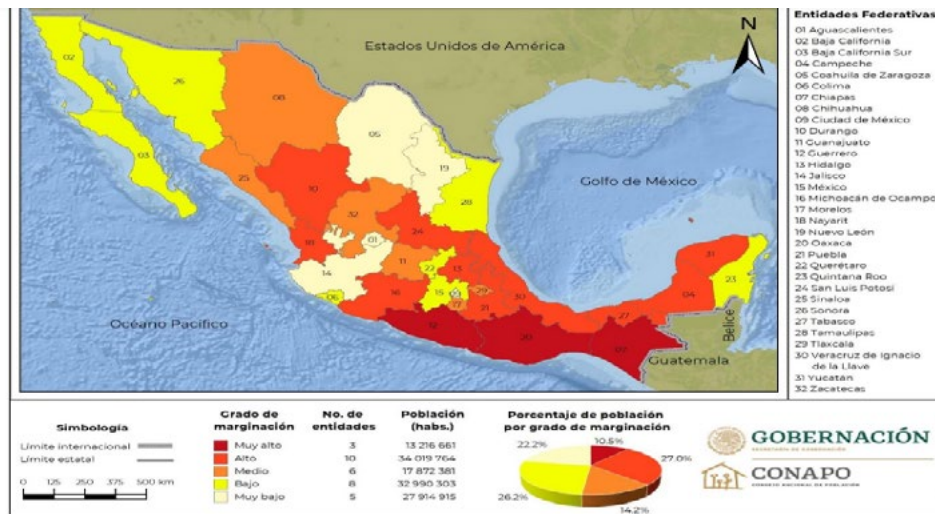 Estados Unidos de América
Golfo de México
Océano Pacífico
Guatemala
Belice
02
26
08
05
03
25
10
19
28
32
24
18
01
14
11
22
13
06
16
15
09
29
17
21
30
12
20
27
07
04
31
23
Entidades Federativas
01 Aguascalientes
02 Baja California
03 Baja California Sur
04 Campeche
05 Coahuila de Zaragoza
06 Colima
07 Chiapas
08 Chihuahua
09 Ciudad de México
10 Durango
11 Guanajuato
12 Guerrero
13 Hidalgo
14 Jalisco
15 México
16 Michoacán de Ocampo
17 Morelos
18 Nayarit
19 Nuevo León
20 Oaxaca
21 Puebla
22 Querétaro
23 Quintana Roo
24 San Luis Potosí
25 Sinaloa
26 Sonora
27 Tabasco
28 Tamaulipas
29 Tlaxcala
30 Veracruz de Ignacio
de la Llave
31 Yucatán
32 Zacatecas
Simbología
Límite internacional
Límite estatal
0 125 250 375 500 km
Grado de marginación No. de entidades Población (habs.)
Muy alto 3 13 216 661
Alto 10 34 019 764
Medio 6 17 872 381
Bajo 8 32 990 303
Muy bajo 5 27 914 915
Porcentaje de población
por grado de marginación
22.2%
10.5%
27.0%
26.2%
14.2%
GOBERNACIÓN
SECRETARÍA DE GOBERNACIÓN
CONAPO
CONSEJO NACIONAL DE POBLACIÓN